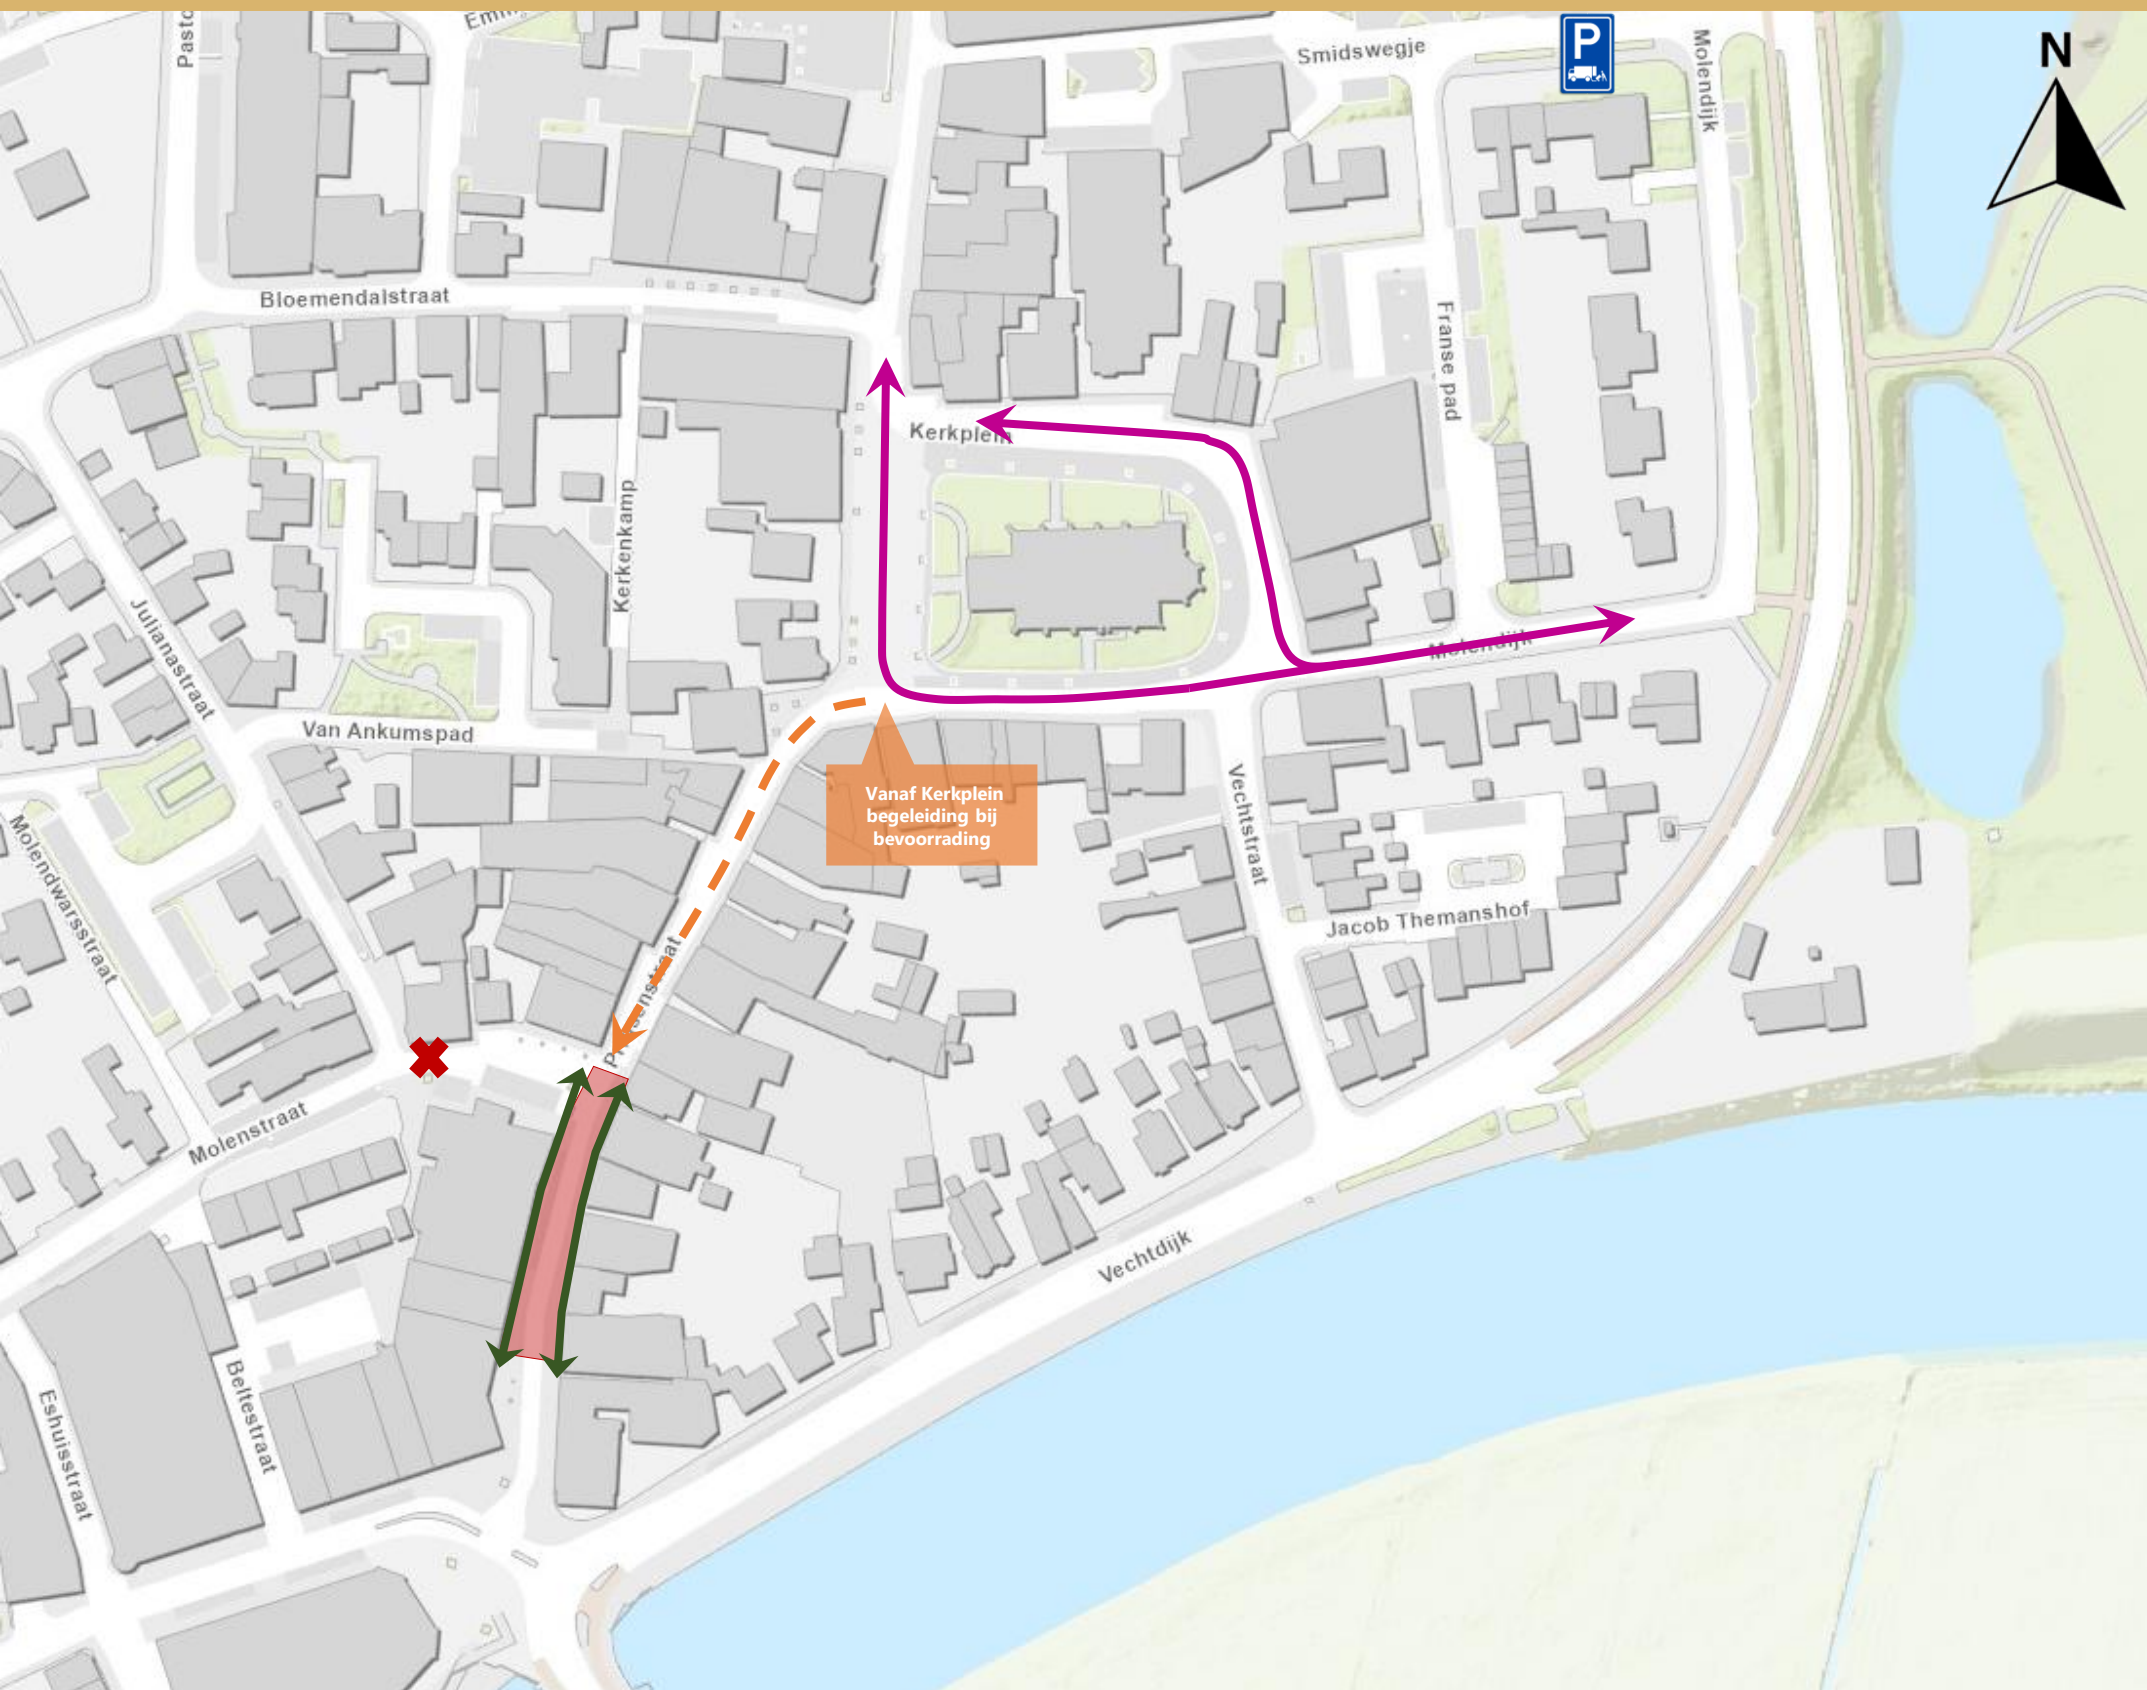 Smidswegje
P
Molendijk
N
Bloemendalstraat
Franse pad
Kerkplein
Kerkenkamp
Julianastraat
Molendijk
Van Ankumspad
Vanaf Kerkplein
begeleiding bij
bevoorrading
Vechtstraat
Molendwarsstraat
Jacob Themanshof
Molenstraat
Vechtdijk
Beltestraat
Eshuisstraat